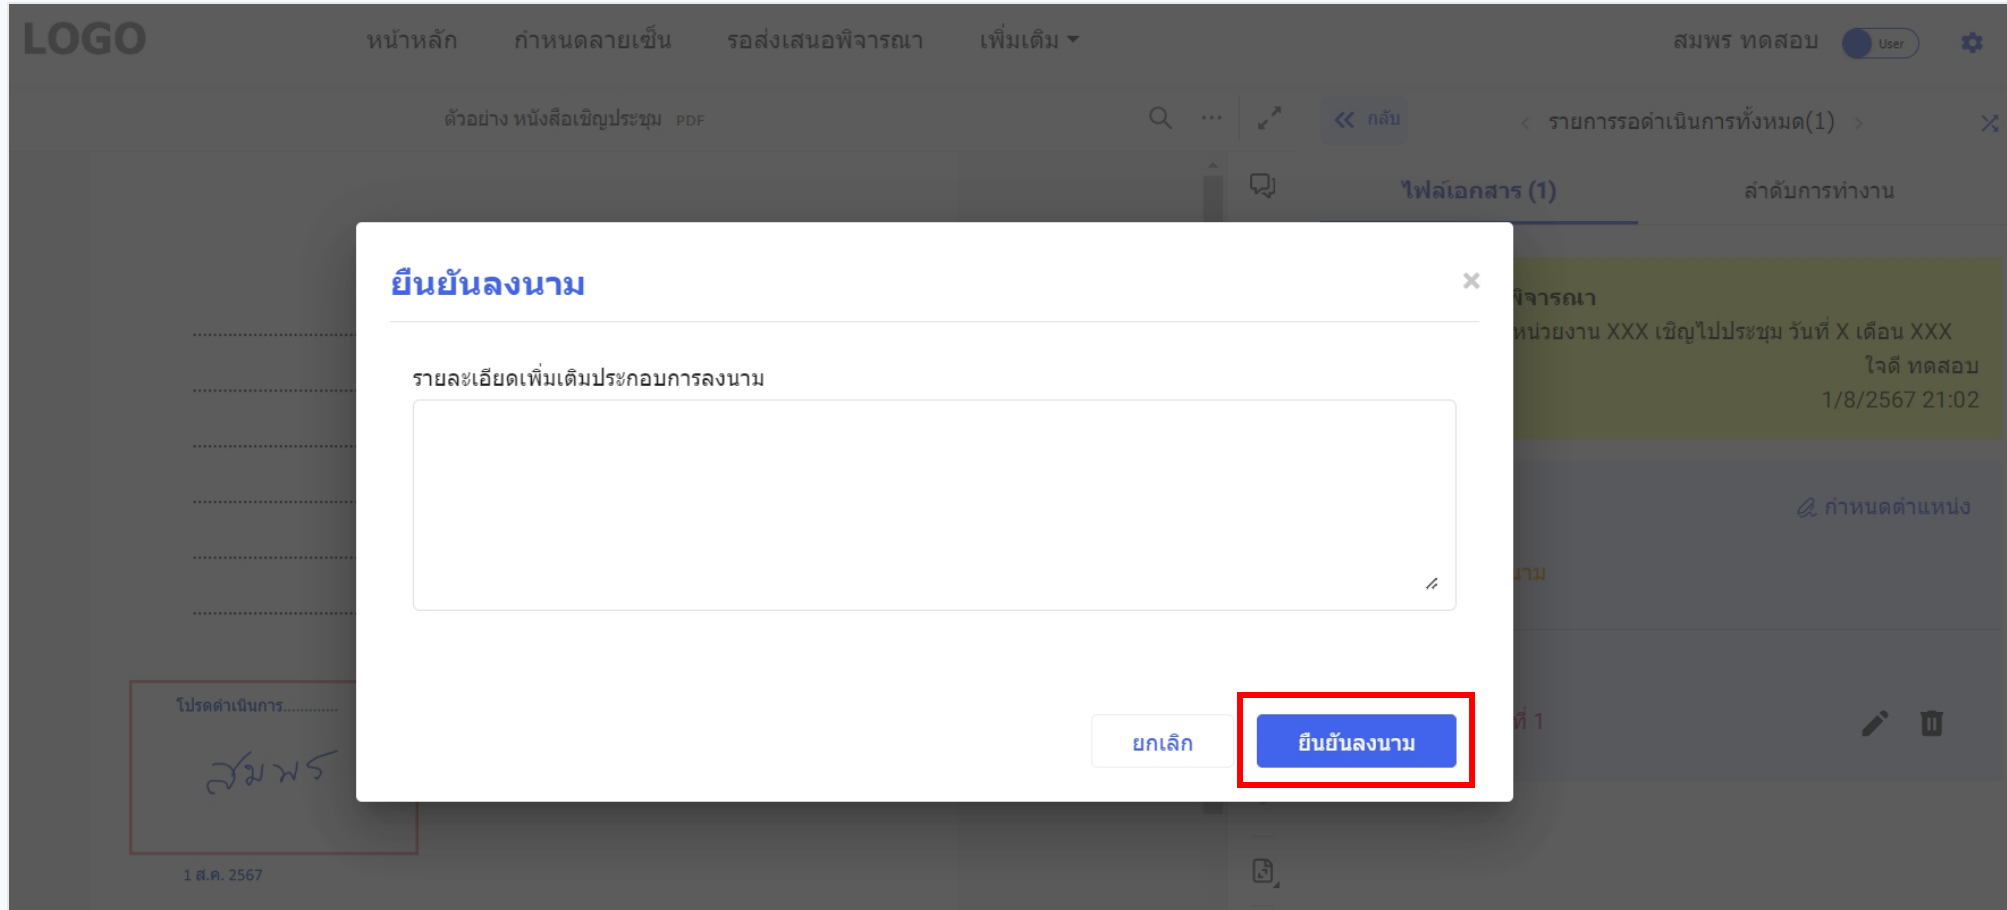 LOGO
หน้าหลัก กำหนดลายเซ็น รอส่งเสนอพิจารณา เพิ่มเติม
สมพร ทดสอบ User
ตัวอย่าง หนังสือเชิญประชุม PDF
กลับ
รายการรอดำเนินการทั้งหมด(1)
ไฟล์เอกสาร (1) ลำดับการทำงาน
ยืนยันลงนาม
รายละเอียดเพิ่มเติมประกอบการลงนาม
ยกเลิก ยืนยันลงนาม
พิจารณา
หน่วยงาน XXX เชิญไปประชุม วันที่ X เดือน XXX
ใจดี ทดสอบ
1/8/2567 21:02
กำหนดตำแหน่ง
นาม
ที่ 1
โปรดดำเนินการ............
สมพร
1 ส.ค. 2567